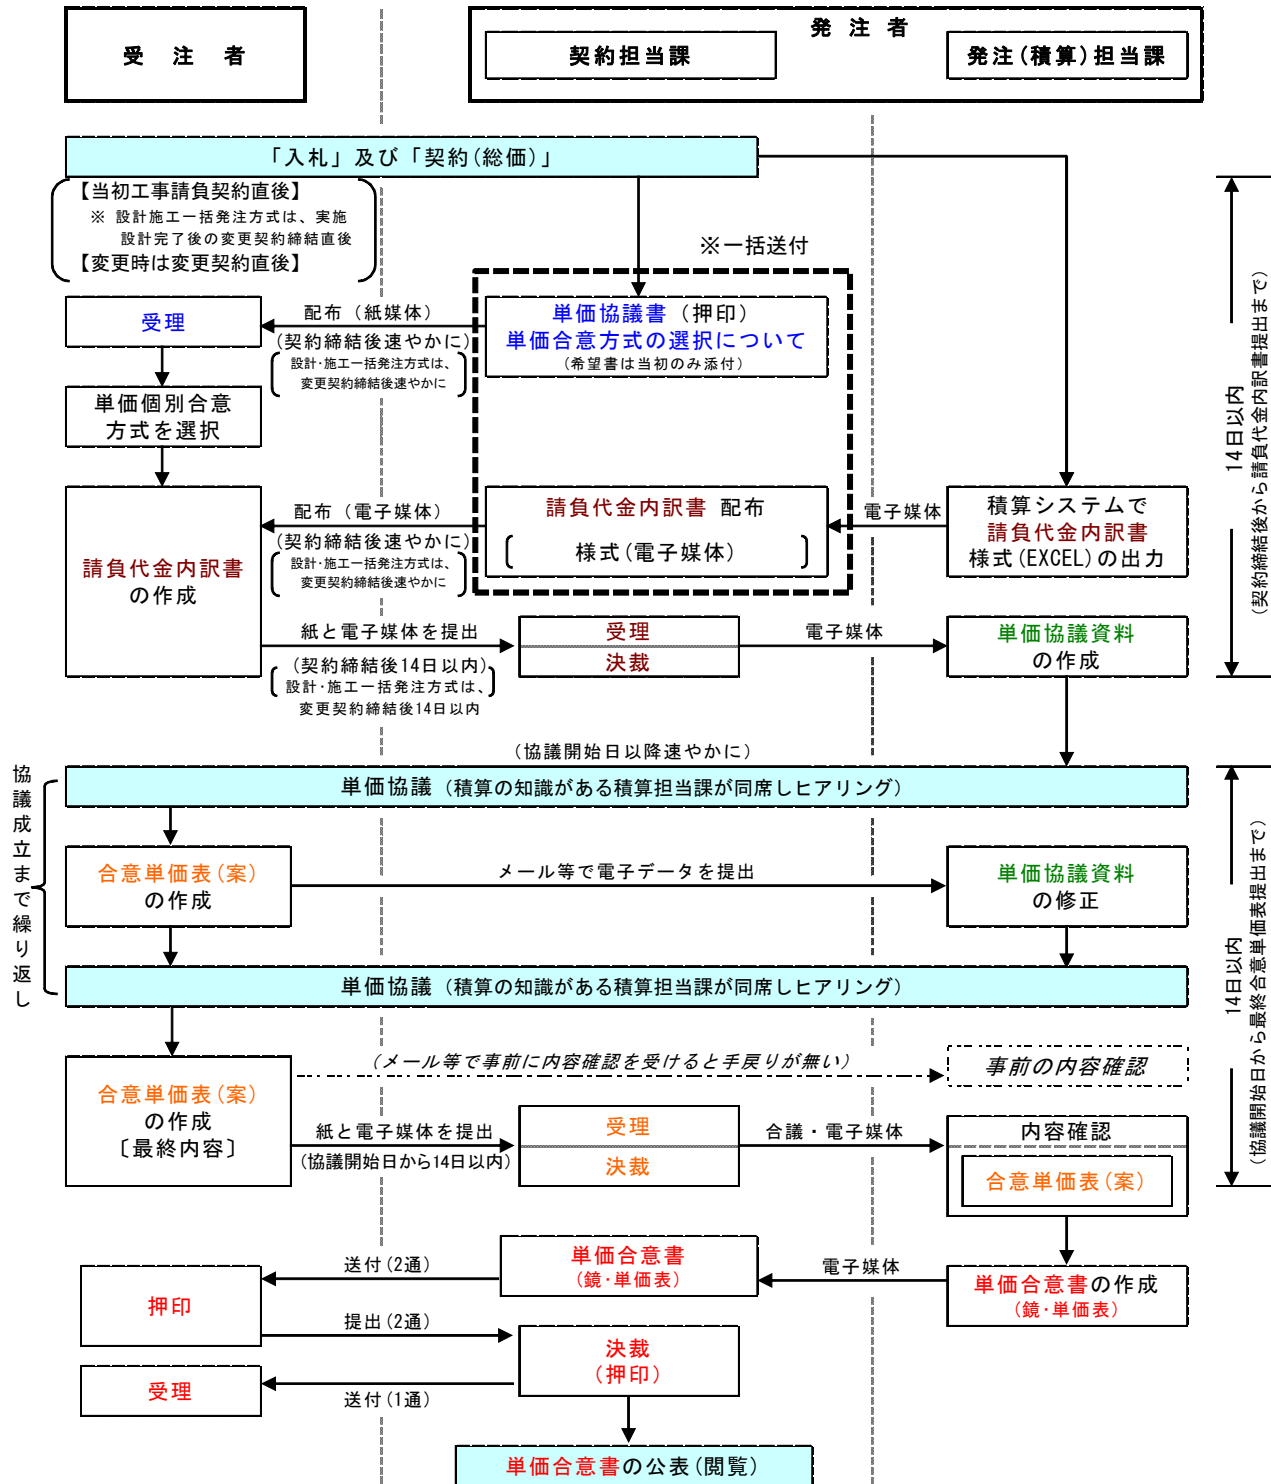 受 注 者
発 注 者
契約担当課
発注(積算)担当課
「入札」及び「契約(総価)」
【当初工事請負契約直後】
※ 設計施工一括発注方式は、実施
設計完了後の変更契約締結直後
【変更時は変更契約直後】
※一括送付
受理
配布(紙媒体)
(契約締結後速やかに)
設計・施工一括発注方式は、
変更契約締結後速やかに
単価協議書(押印)
単価合意方式の選択について
(希望書は当初のみ添付)
単価個別合意
方式を選択
請負代金内訳書
の作成
配布(電子媒体)
(契約締結後速やかに)
設計・施工一括発注方式は、
変更契約締結後速やかに
請負代金内訳書 配布
様式(電子媒体)
電子媒体
積算システムで
請負代金内訳書
様式(EXCEL)の出力
紙と電子媒体を提出
(契約締結後14日以内)
設計・施工一括発注方式は、
変更契約締結後14日以内
受理
決裁
電子媒体
単価協議資料
の作成
14日以内
(契約締結後から請負代金内訳書提出まで)
(協議開始日以降速やかに)
単価協議(積算の知識がある積算担当課が同席しヒアリング)
協議成立まで繰り返し
合意単価表(案)
の作成
メール等で電子データを提出
単価協議資料
の修正
単価協議(積算の知識がある積算担当課が同席しヒアリング)
14日以内
(協議開始日から最終合意単価表提出まで)
合意単価表(案)
の作成
〔最終内容〕
(メール等で事前に内容確認を受けると手戻りが無い)
事前の内容確認
紙と電子媒体を提出
(協議開始日から14日以内)
受理
決裁
合議・電子媒体
内容確認
合意単価表(案)
送付(2通)
単価合意書
(鏡・単価表)
電子媒体
単価合意書の作成
(鏡・単価表)
押印
提出(2通)
決裁
(押印)
受理
送付(1通)
単価合意書の公表(閲覧)